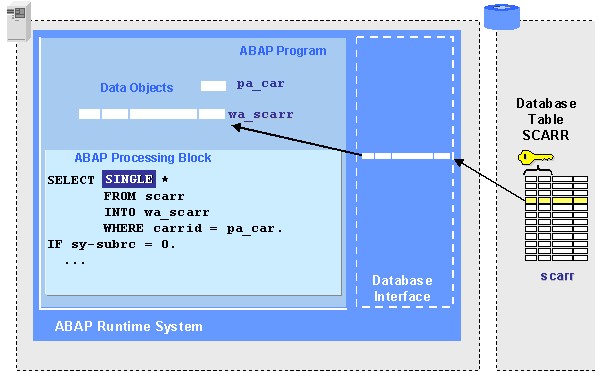 ABAP Program
Data Objects
pa_car
wa_scarr
ABAP Processing Block
SELECT SINGLE *
FROM scarr
INTO wa_scarr
WHERE carrid = pa_car.
IF sy-subrc = 0.
...
Database
Interface
ABAP Runtime System
Database
Table
SCARR
scarr